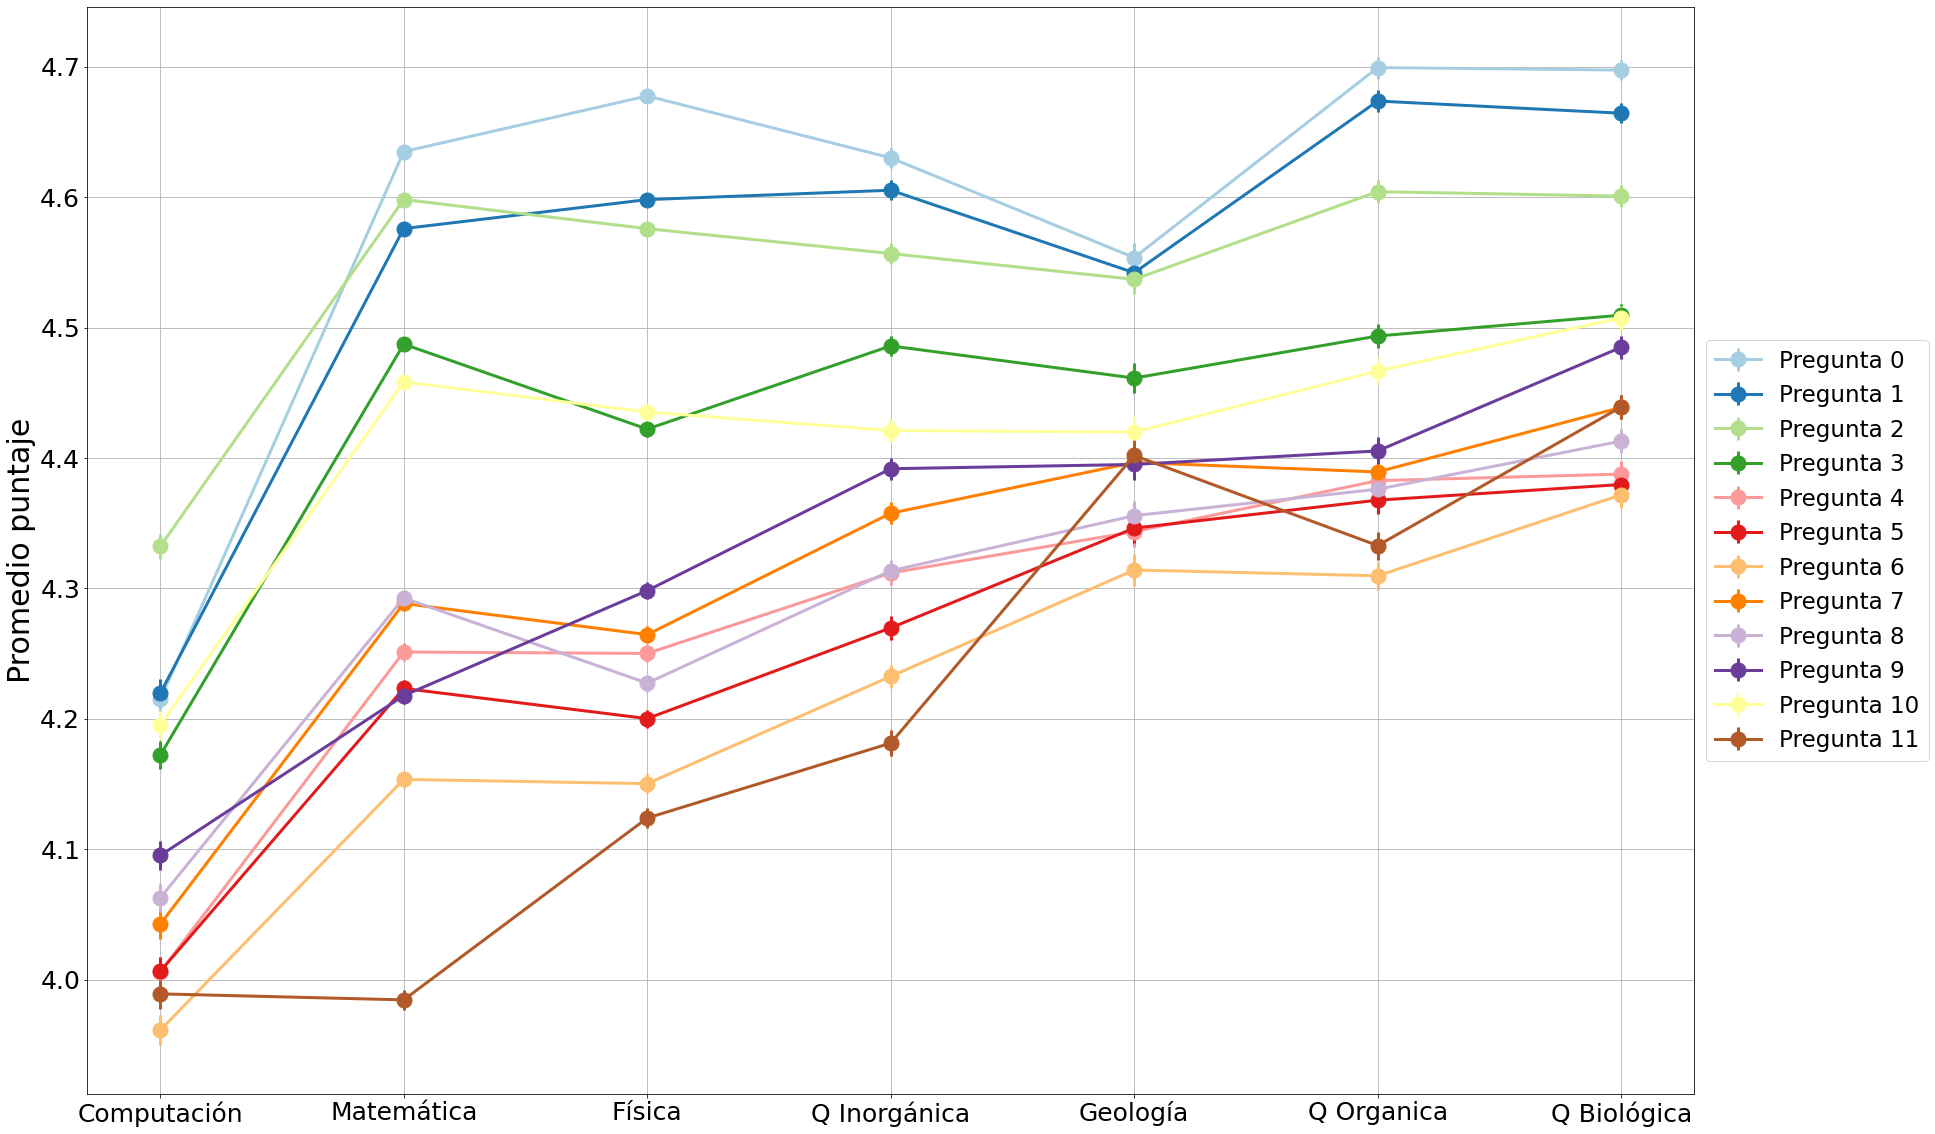 Promedio puntaje
4.7
4.6
4.5
4.4
4.3
4.2
4.1
4.0
Computación
Matemática
Física
Q Inorgánica
Geología
Q Organica
Q Biológica
Pregunta 0
Pregunta 1
Pregunta 2
Pregunta 3
Pregunta 4
Pregunta 5
Pregunta 6
Pregunta 7
Pregunta 8
Pregunta 9
Pregunta 10
Pregunta 11